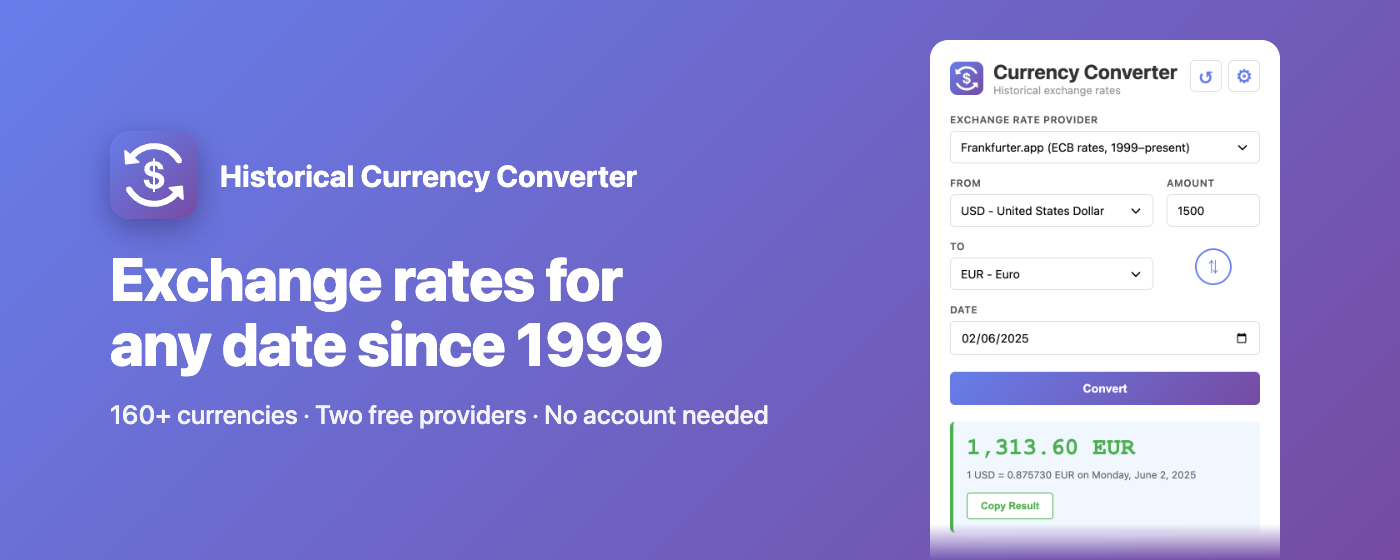 Historical Currency Converter
Exchange rates for
any date since 1999
160+ currencies · Two free providers · No account needed
$
Currency Converter
Historical exchange rates
EXCHANGE RATE PROVIDER
Frankfurter.app (ECB rates, 1999–present)
FROM
AMOUNT
USD - United States Dollar
1500
TO
EUR - Euro
DATE
02/06/2025
Convert
1,313.60 EUR
1 USD = 0.875730 EUR on Monday, June 2, 2025
Copy Result